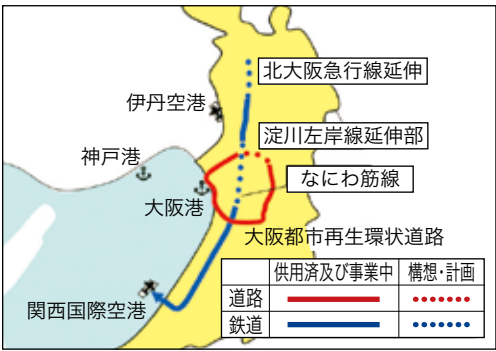 北大阪急行線延伸
伊丹空港
淀川左岸線延伸部
神戸港
なにわ筋線
大阪港
大阪都市再生環状道路
関西国際空港
供用済及び事業中 構想・計画
道路
鉄道